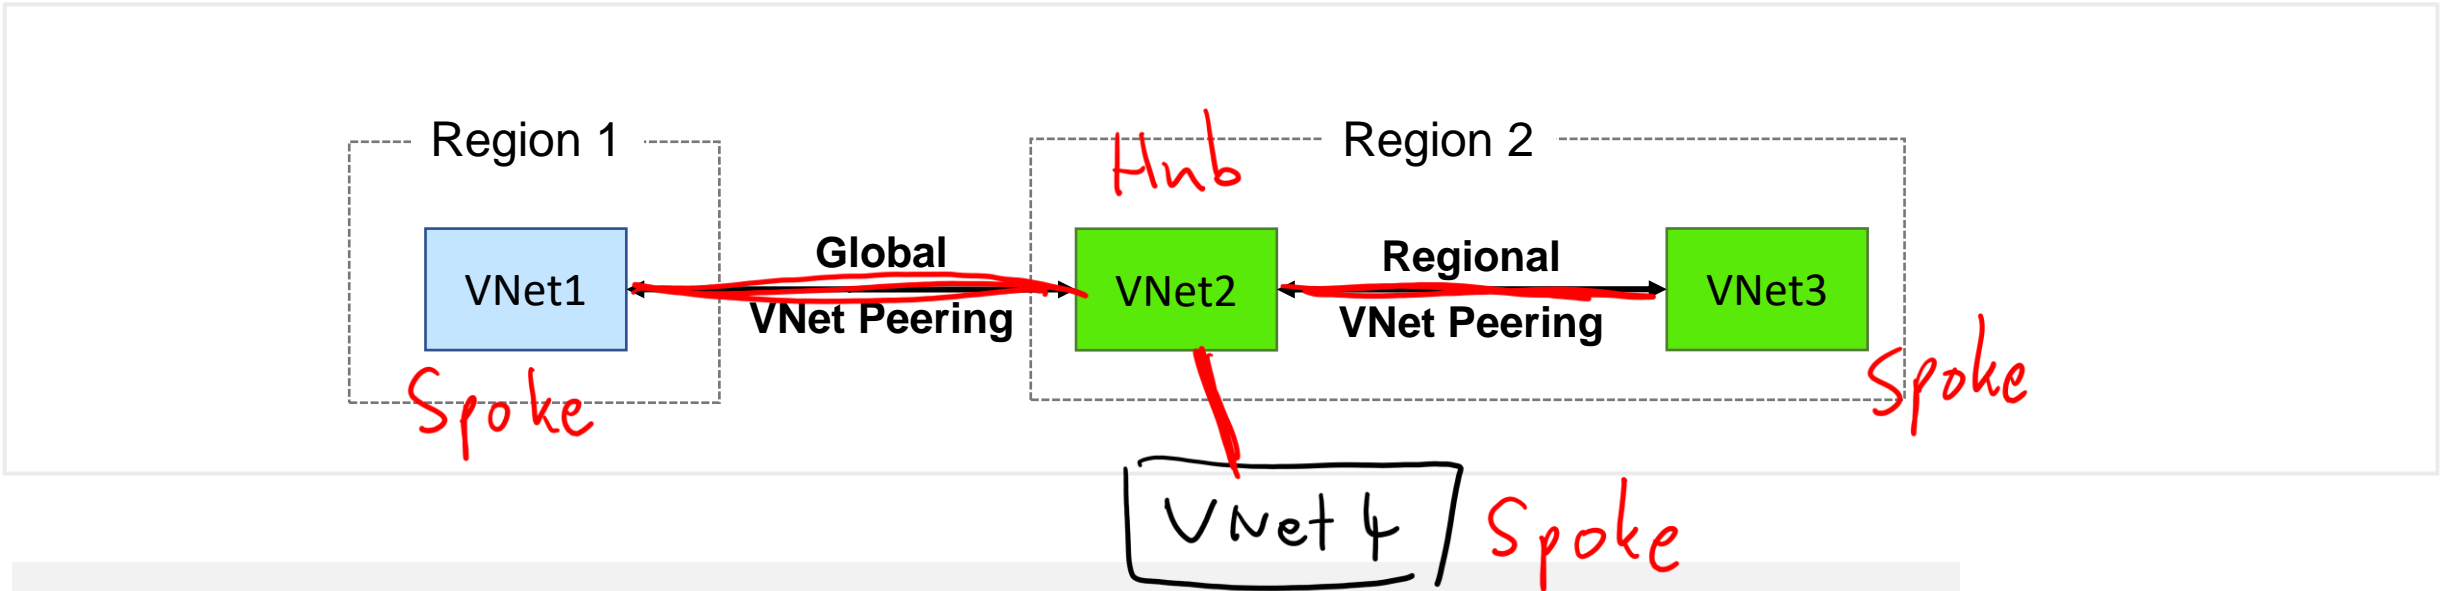 Region 1
Region 2
Hub
Global
VNet Peering
Regional
VNet Peering
VNet1
VNet2
VNet3
Spoke
Spoke
VNet 4
Spoke